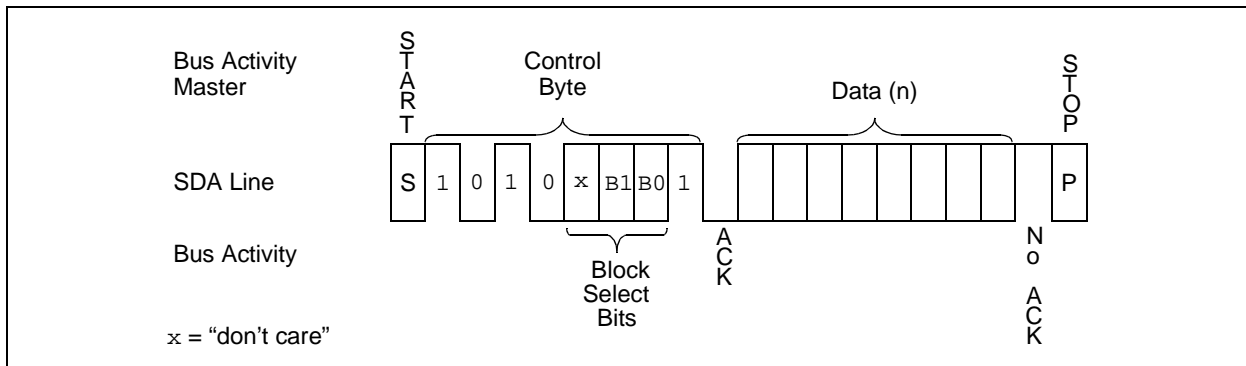 Bus Activity
Master
START
Control
Byte
Data (n)
STOP
SDA Line
S 1 0 1 0 x B1 B0 1 P
Bus Activity
ACK
Block
Select
Bits
No ACK
x = “don't care”